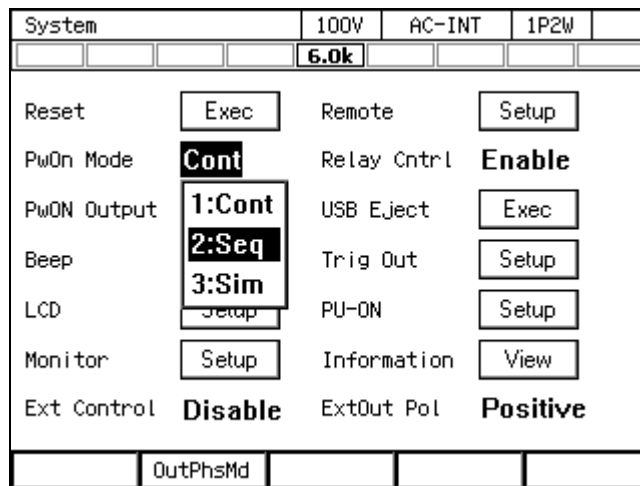 System 100V AC-INT 1P2W
6.0k
Reset Exec Remote Setup
PwOn Mode Cont Relay Cntrl Enable
PwON Output 1:Cont USB Eject Exec
2:Seq
Beep Trig Out Setup
3:Sim
LCD Setup PU-ON Setup
Monitor Setup Information View
Ext Control Disable ExtOut Pol Positive
OutPhsMd